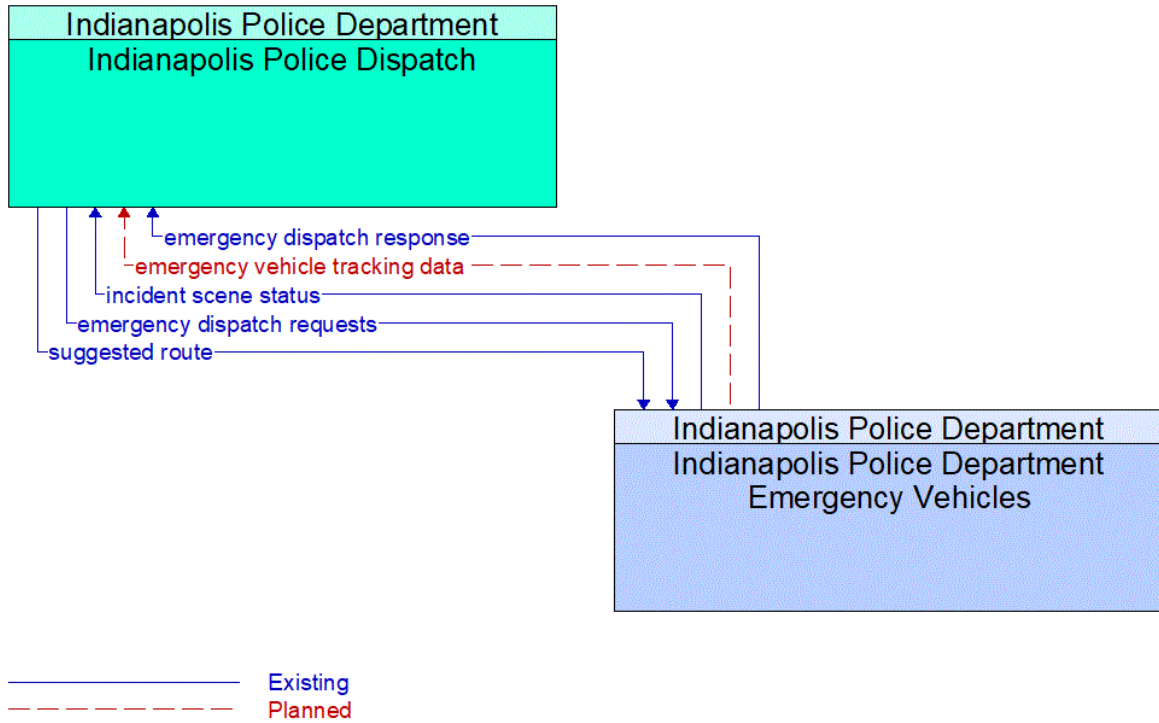 Indianapolis Police Department
Indianapolis Police Dispatch
emergency dispatch response
emergency vehicle tracking data
incident scene status
emergency dispatch requests
suggested route
Indianapolis Police Department
Indianapolis Police Department
Emergency Vehicles
Existing
Planned